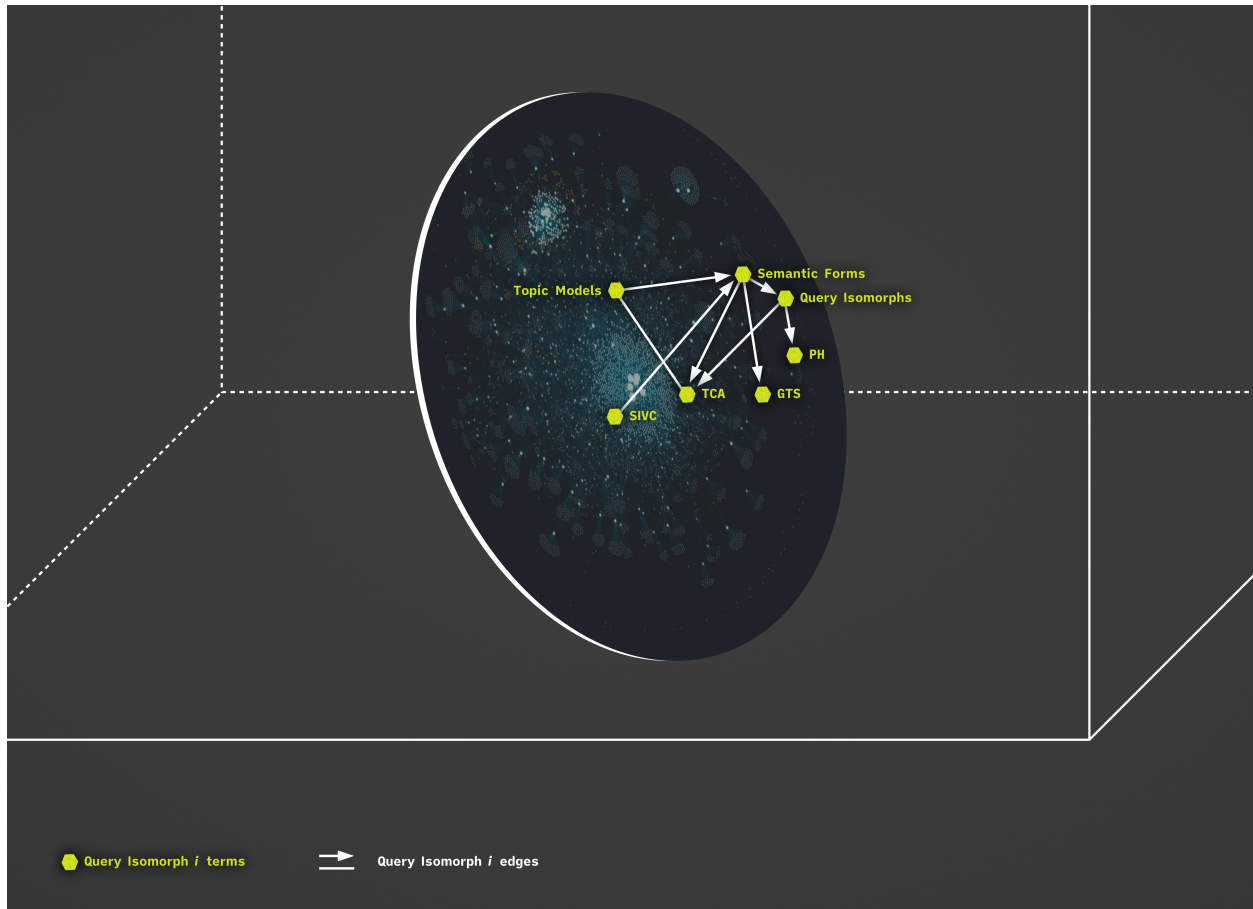 Semantic Forms
Topic Models
Query Isomorphs
PH
TCA
GTS
SIVC
Query Isomorph i terms
Query Isomorph i edges